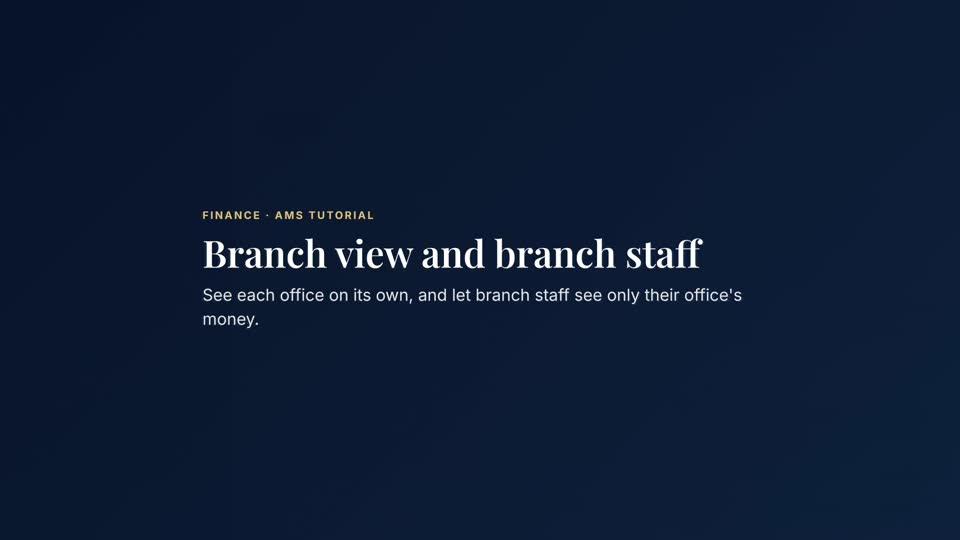 FINANCE · AMS TUTORIAL
Branch view and branch staff
See each office on its own, and let branch staff see only their office's
money.